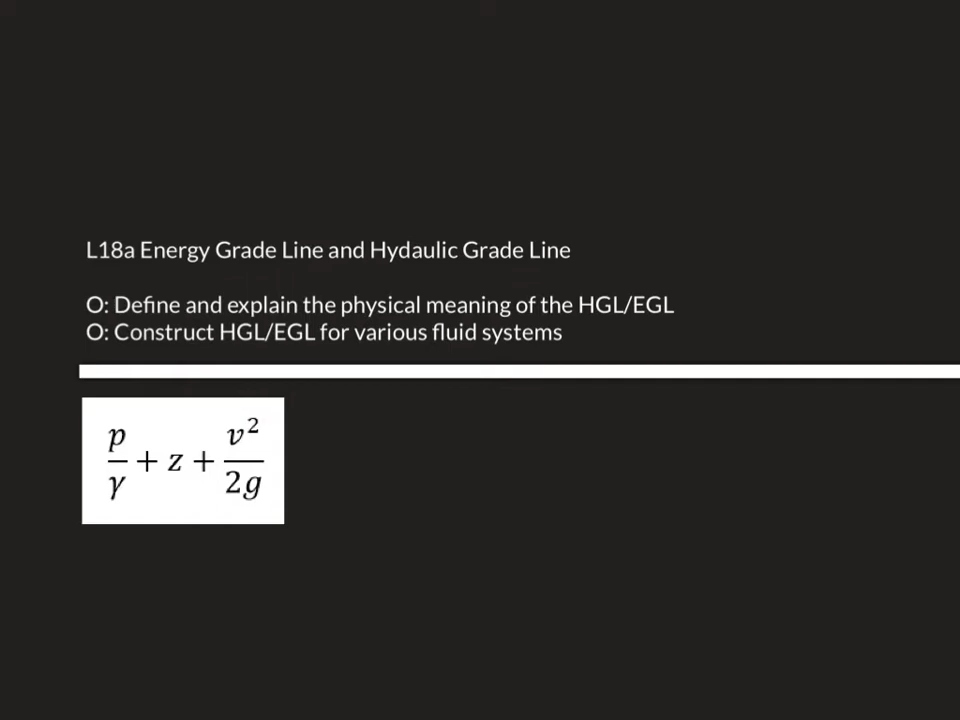 L18a Energy Grade Line and Hydaulic Grade Line
O: Define and explain the physical meaning of the HGL/EGL
O: Construct HGL/EGL for various fluid systems
p/γ + z + v²/2g